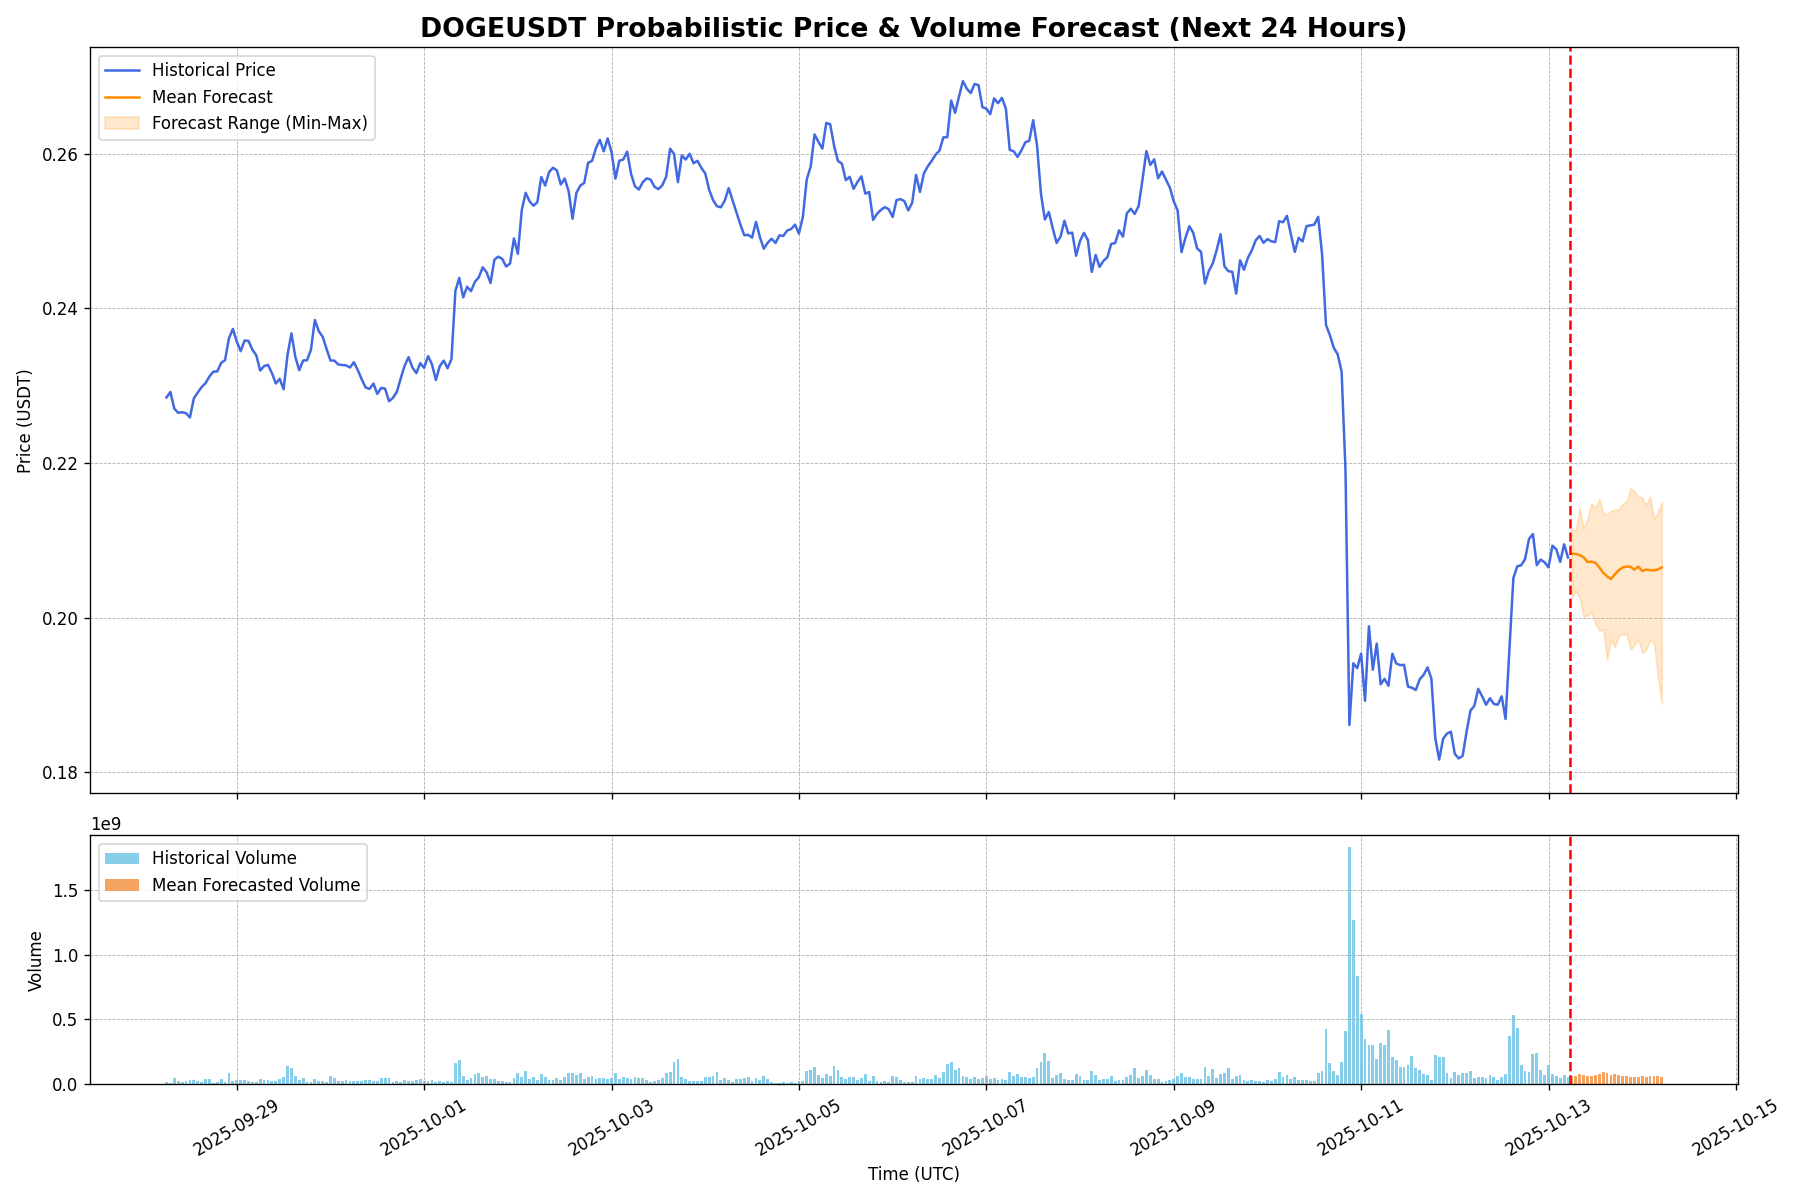 DOGEUSDT Probabilistic Price & Volume Forecast (Next 24 Hours)
Historical Price
Mean Forecast
Forecast Range (Min-Max)
Price (USDT)
0.26
0.24
0.22
0.20
0.18
1e9
Historical Volume
Mean Forecasted Volume
Volume
1.5
1.0
0.5
0.0
2025-09-29
2025-10-01
2025-10-03
2025-10-05
2025-10-07
2025-10-09
2025-10-11
2025-10-13
2025-10-15
Time (UTC)